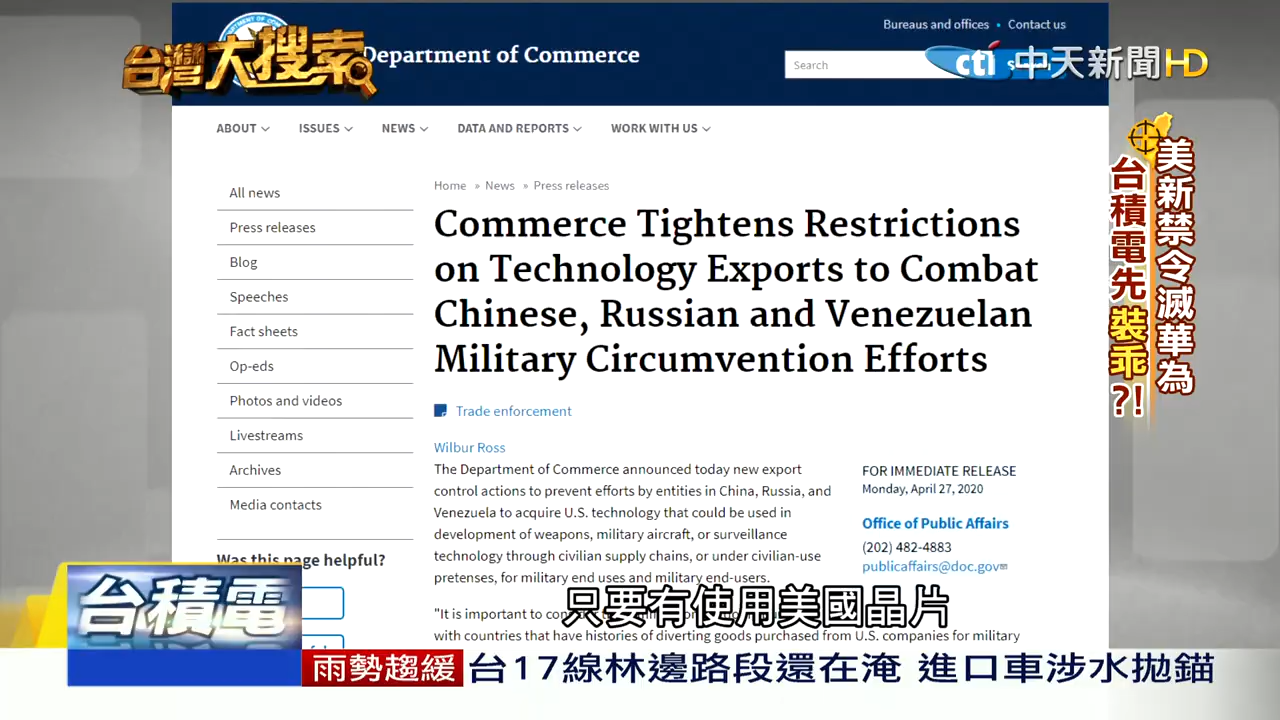 Bureaus and offices • Contact us
台灣大搜索
Department of Commerce
Search
cti 中天新聞HD
ABOUT ISSUES NEWS DATA AND REPORTS WORK WITH US
美新禁令滅華為
台積電先裝乖?!
All news
Press releases
Blog
Speeches
Fact sheets
Op-eds
Photos and videos
Livestreams
Archives
Media contacts
Was this page helpful?
Home » News » Press releases
Commerce Tightens Restrictions
on Technology Exports to Combat
Chinese, Russian and Venezuelan
Military Circumvention Efforts
Trade enforcement
Wilbur Ross
The Department of Commerce announced today new export
control actions to prevent efforts by entities in China, Russia, and
Venezuela to acquire U.S. technology that could be used in
development of weapons, military aircraft, or surveillance
technology through civilian supply chains, or under civilian-use
pretenses, for military end uses and military end-users.
"It is important to
with countries that have histories of diverting goods purchased from U.S. companies for military
FOR IMMEDIATE RELEASE
Monday, April 27, 2020
Office of Public Affairs
(202) 482-4883
publicaffairs@doc.gov
只要有使用美國晶片
台積電
雨勢趨緩 台17線林邊路段還在淹 進口車涉水拋錨